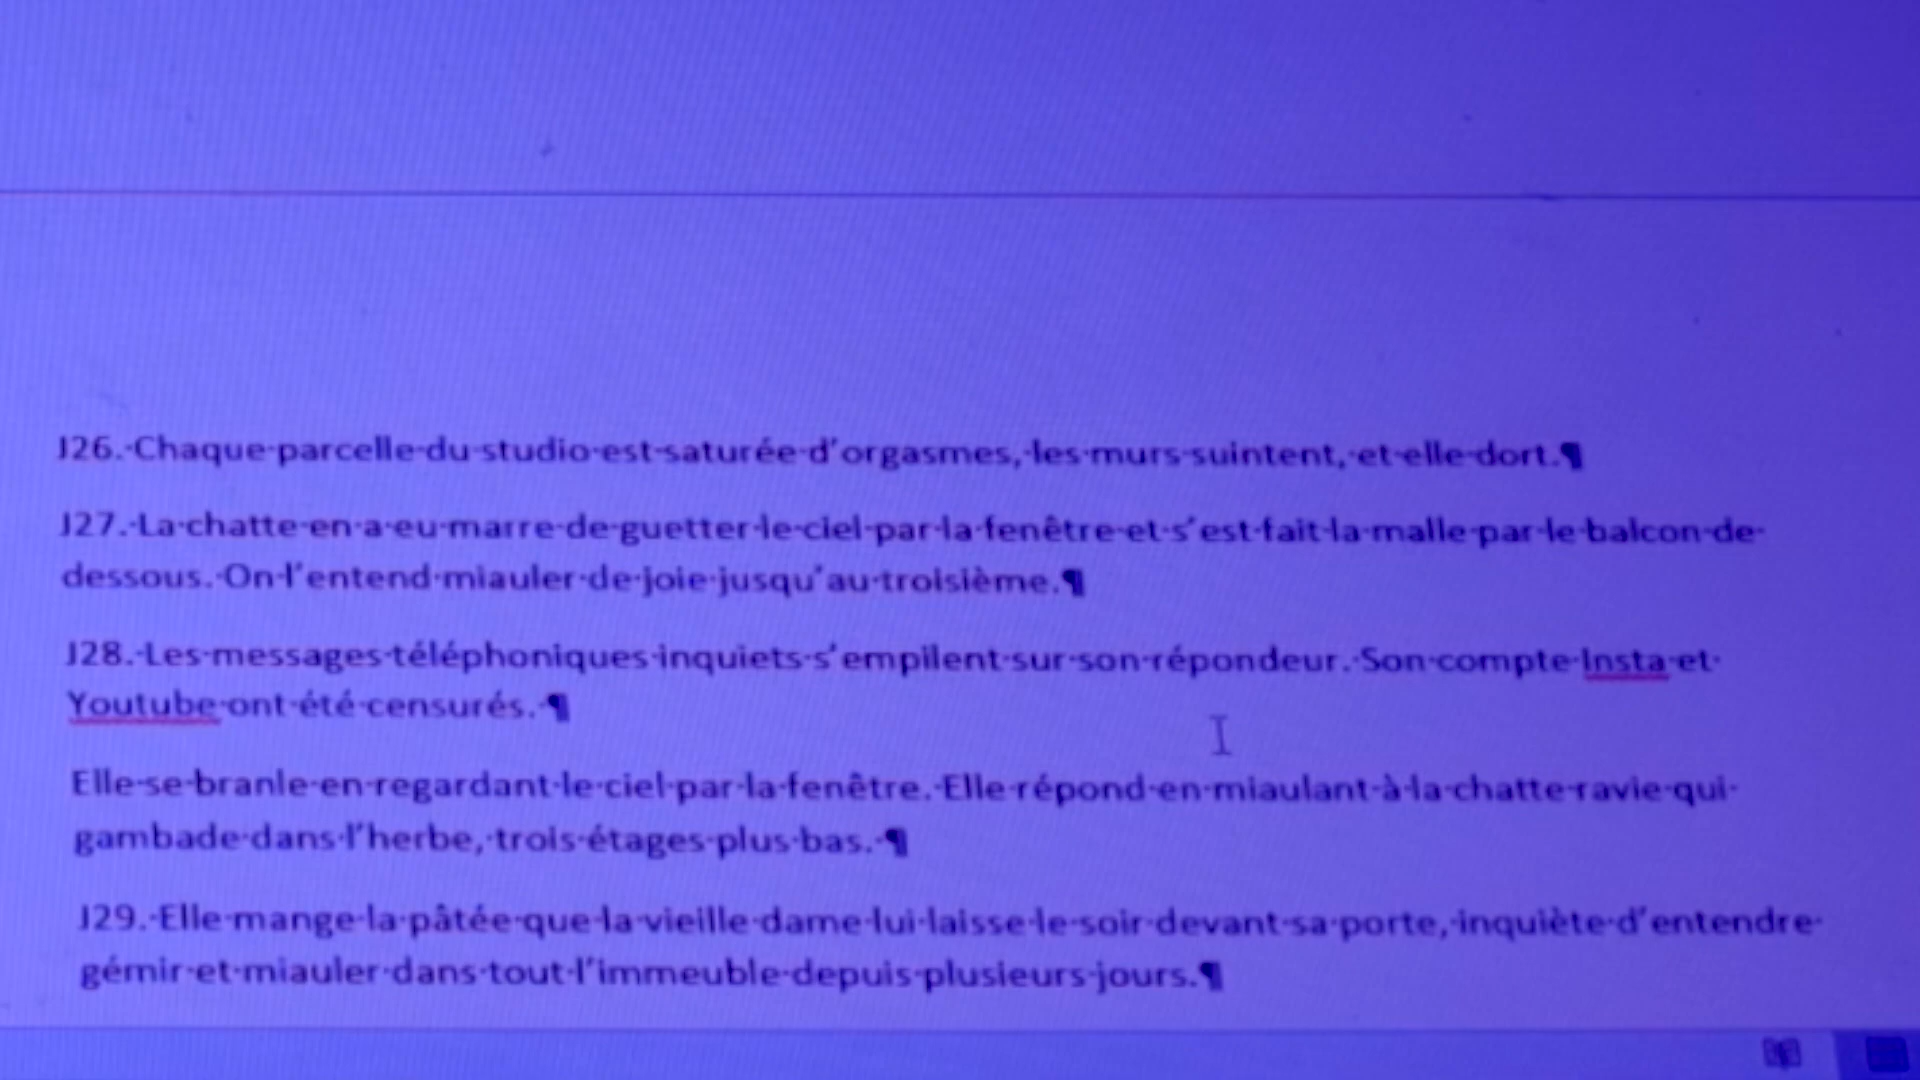 J26. Chaque parcelle du studio est saturée d'orgasmes, les murs suintent, et elle dort.¶
J27. La chatte en a eu marre de guetter le ciel par la fenêtre et s'est fait la malle par le balcon de
dessous. On l'entend miauler de joie jusqu'au troisième.¶
J28. Les messages téléphoniques inquiets s'empilent sur son répondeur. Son compte Insta et
Youtube ont été censurés. ¶
Elle se branle en regardant le ciel par la fenêtre. Elle répond en miaulant à la chatte ravie qui
gambade dans l'herbe, trois étages plus bas. ¶
J29. Elle mange la pâtée que la vieille dame lui laisse le soir devant sa porte, inquiète d'entendre
gémir et miauler dans tout l'immeuble depuis plusieurs jours.¶